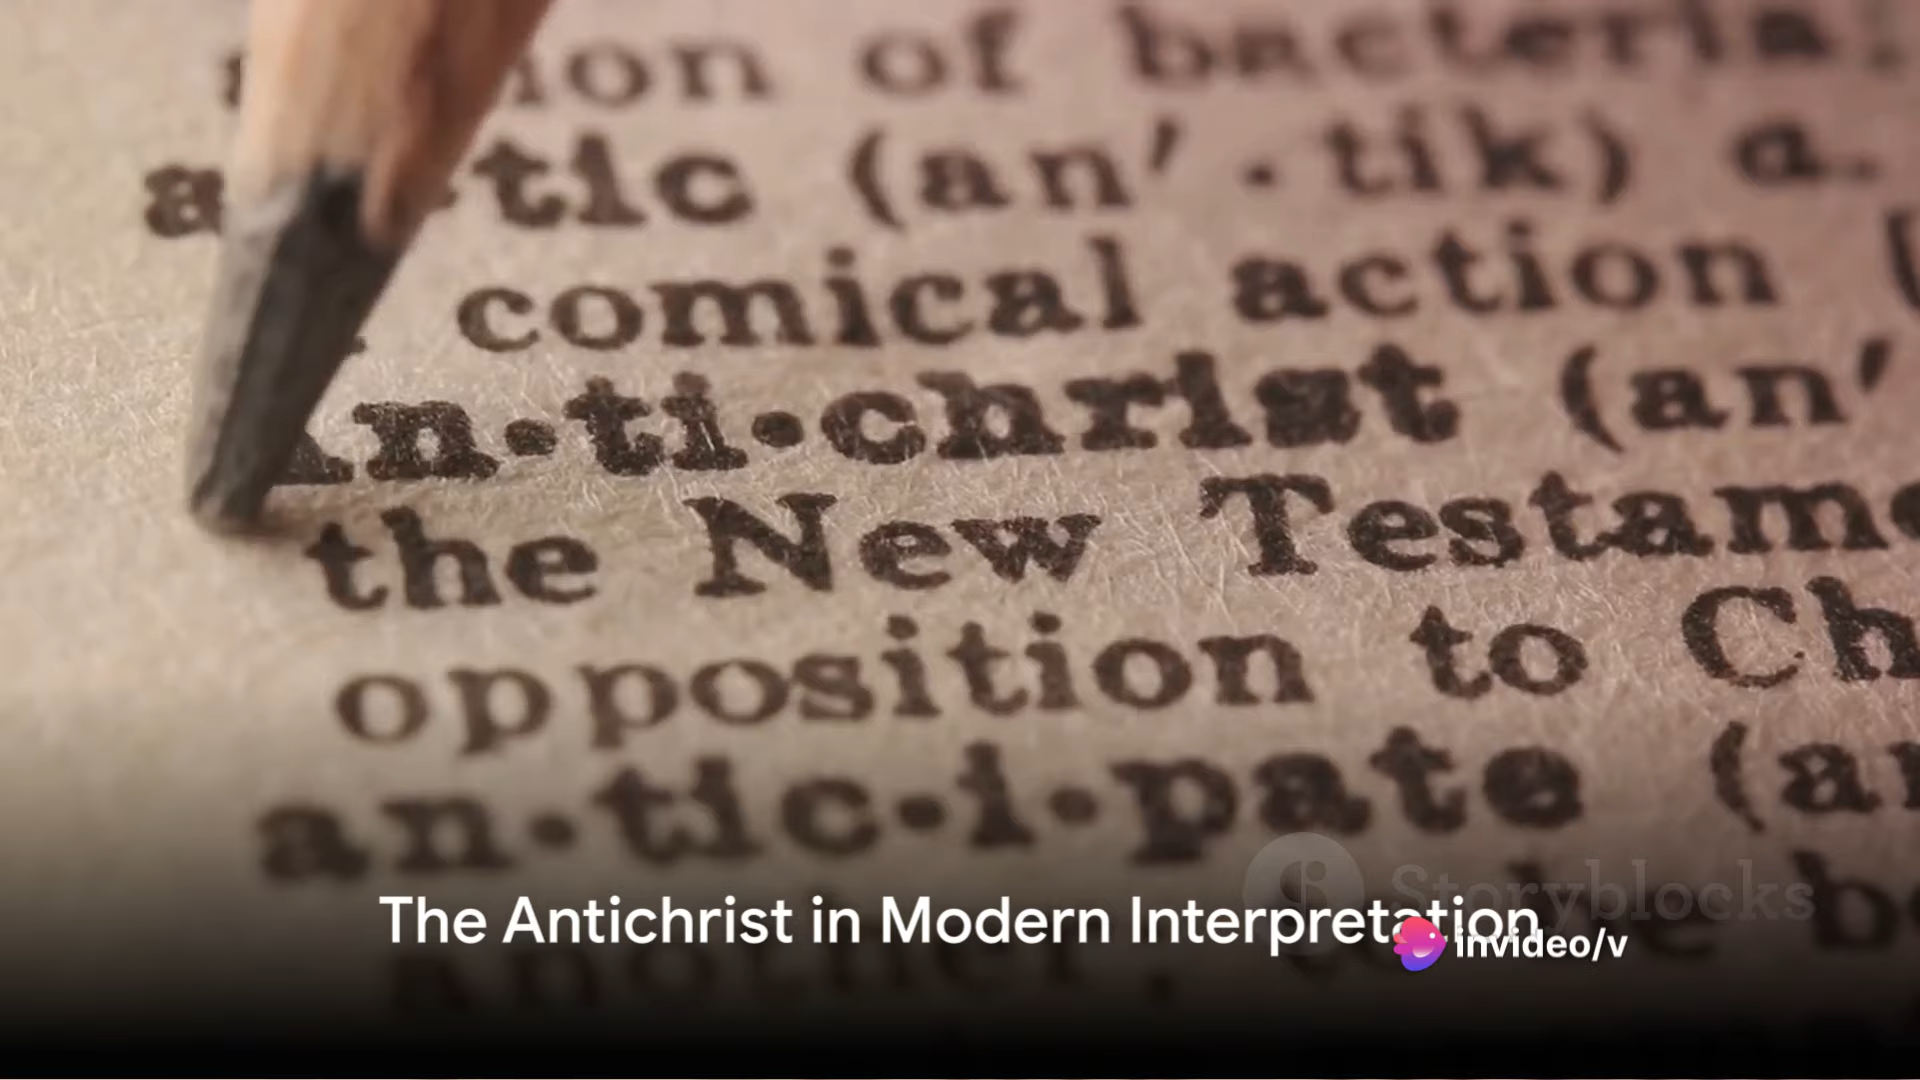 ion of bacteria.
tic (an′ · tik) a.
comical action (
n•ti•christ (an′
the New Testame
opposition to Ch
an•tic•i•pate (an
Storyblocks
The Antichrist in Modern Interpretation
invideo/v